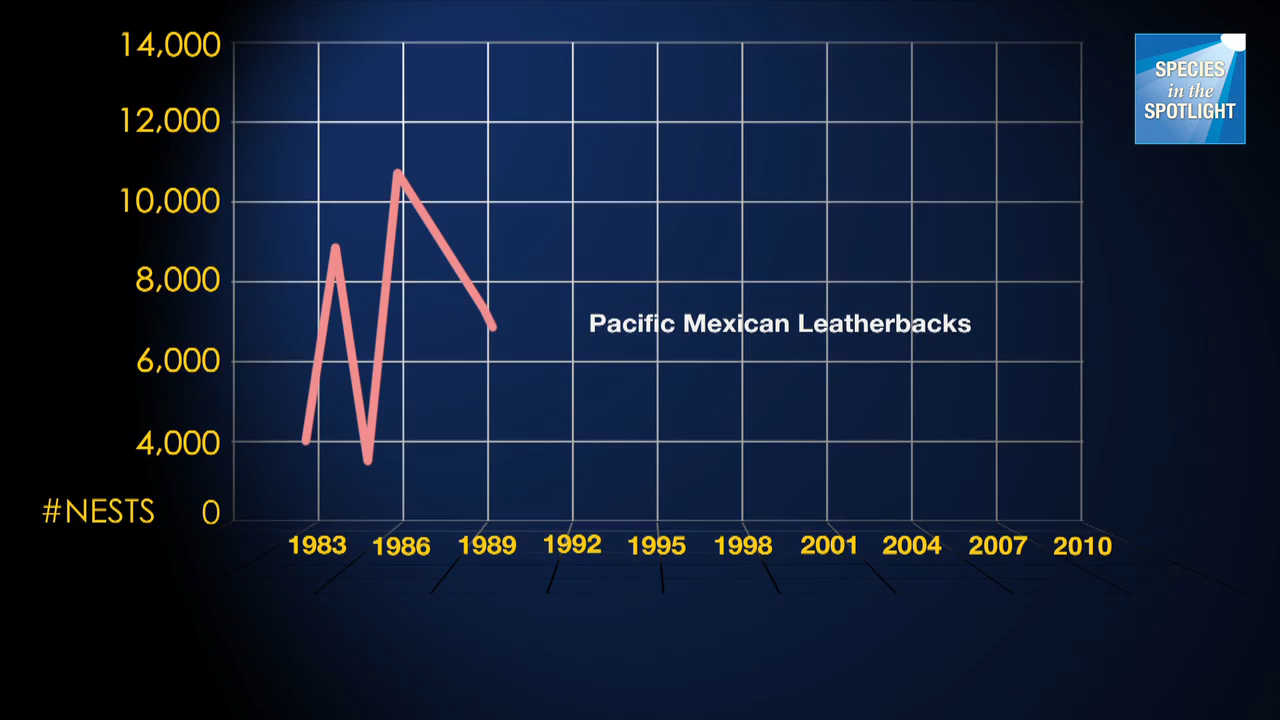 14,000
12,000
10,000
8,000
6,000
4,000
#NESTS 0
1983 1986 1989 1992 1995 1998 2001 2004 2007 2010
Pacific Mexican Leatherbacks
SPECIES
in the
SPOTLIGHT